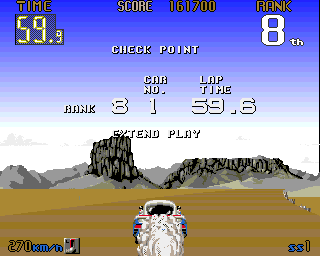 TIME SCORE 161700 RANK
59.9 8th
CHECK POINT
CAR LAP
NO. TIME
RANK 8 1 59.6
EXTEND PLAY
270km/h ss1